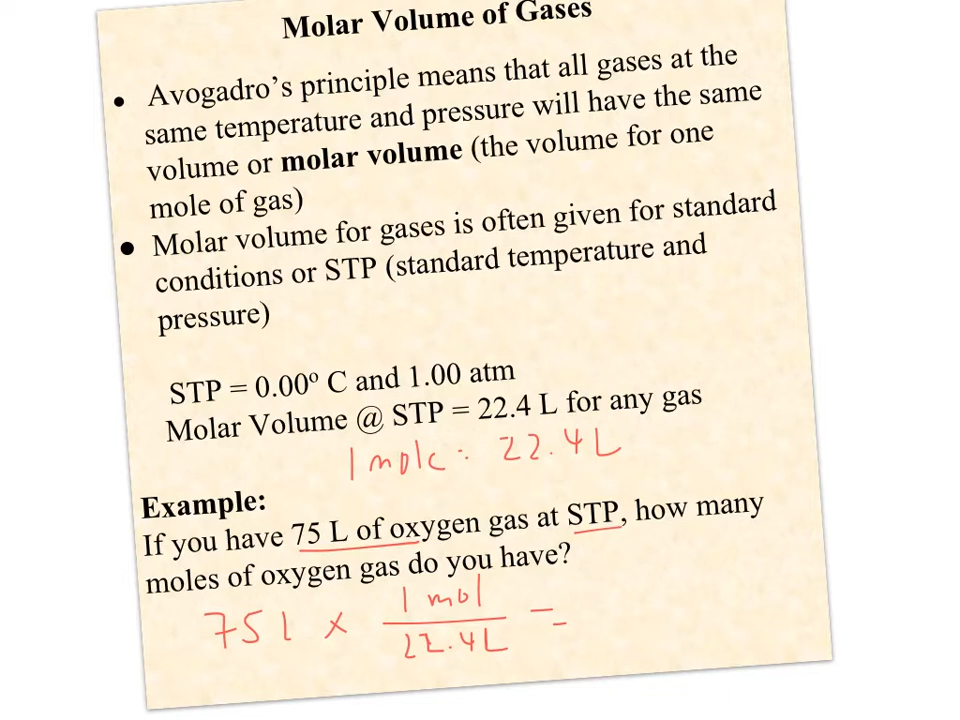 Molar Volume of Gases
• Avogadro's principle means that all gases at the
same temperature and pressure will have the same
volume or molar volume (the volume for one
mole of gas)
• Molar volume for gases is often given for standard
conditions or STP (standard temperature and
pressure)
STP = 0.00º C and 1.00 atm
Molar Volume @ STP = 22.4 L for any gas
1 mole = 22.4 L
Example:
If you have 75 L of oxygen gas at STP, how many
moles of oxygen gas do you have?
75 L x 1 mol / 22.4 L =